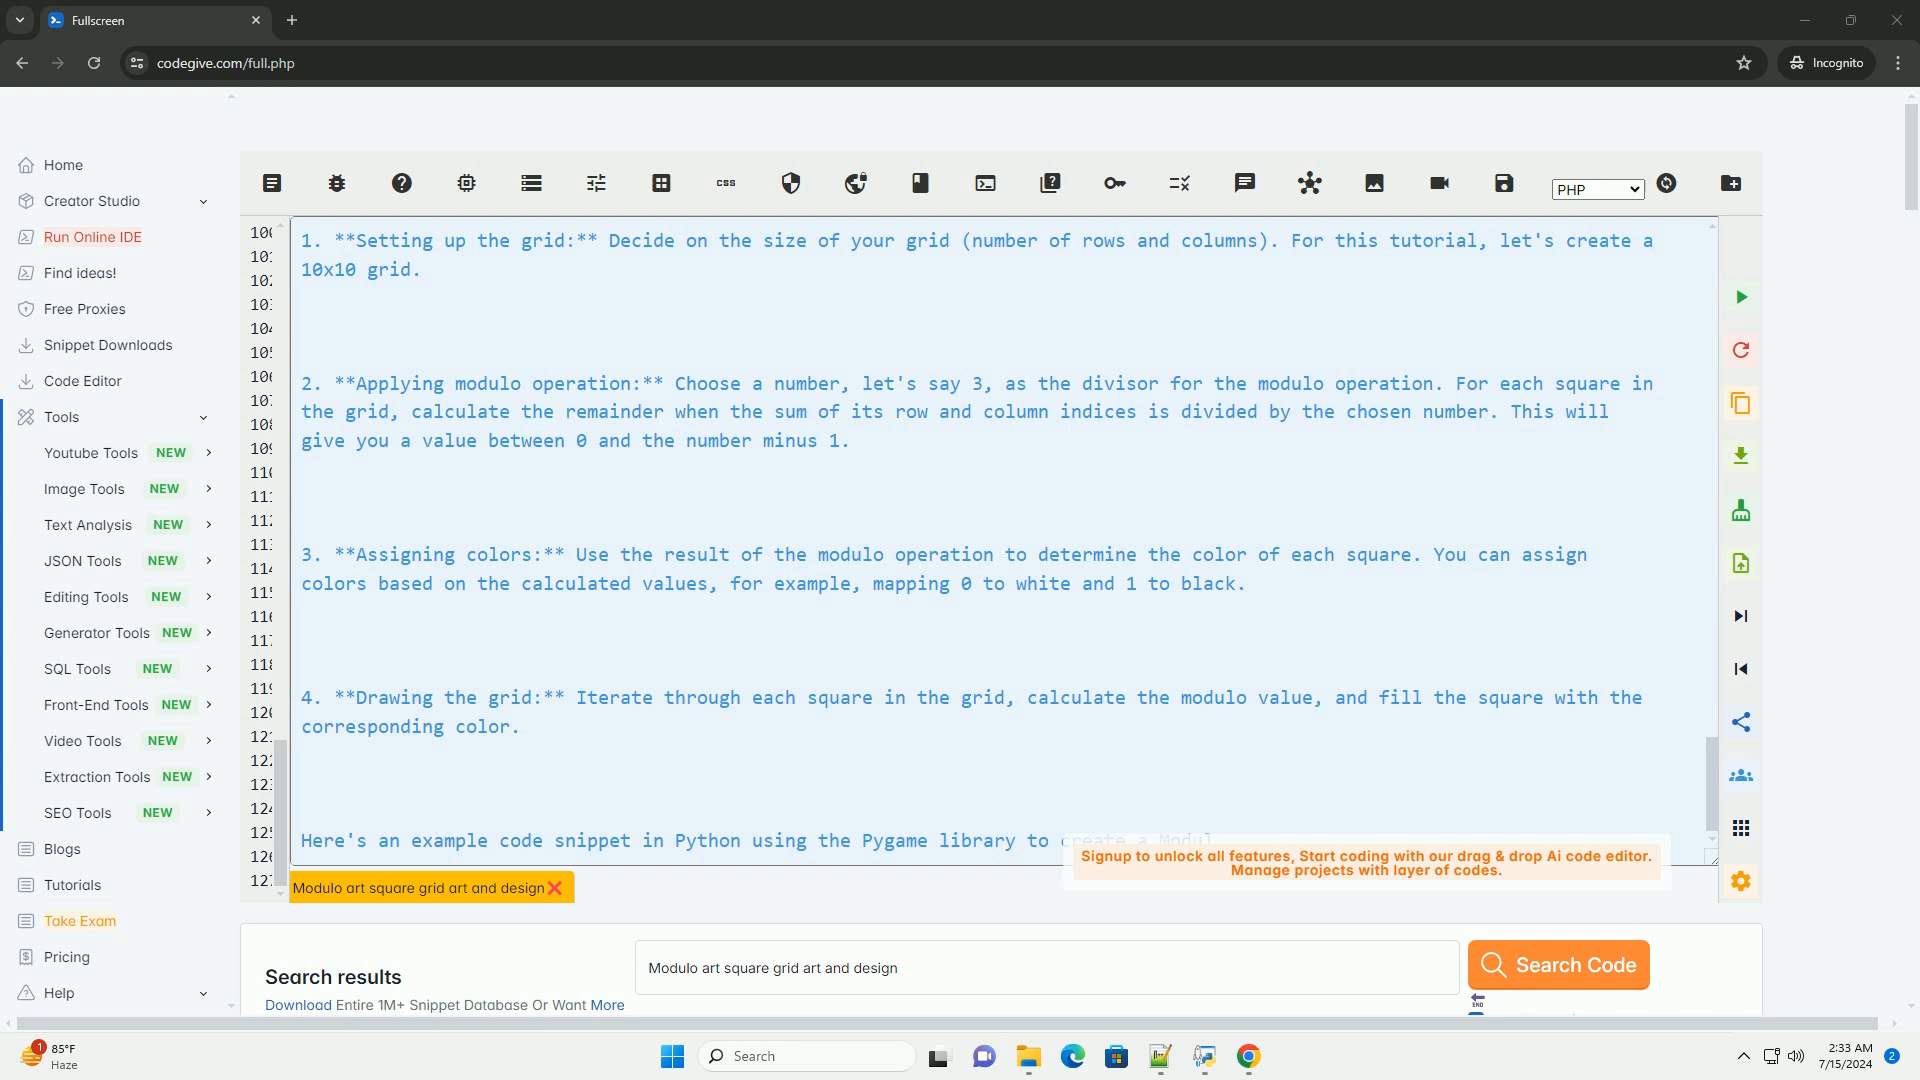 Fullscreen
codegive.com/full.php
Incognito
Home
Creator Studio
Run Online IDE
Find ideas!
Free Proxies
Snippet Downloads
Code Editor
Tools
Youtube Tools NEW
Image Tools NEW
Text Analysis NEW
JSON Tools NEW
Editing Tools NEW
Generator Tools NEW
SQL Tools NEW
Front-End Tools NEW
Video Tools NEW
Extraction Tools NEW
SEO Tools NEW
Blogs
Tutorials
Take Exam
Pricing
Help
css
PHP
1. **Setting up the grid:** Decide on the size of your grid (number of rows and columns). For this tutorial, let's create a
10x10 grid.
2. **Applying modulo operation:** Choose a number, let's say 3, as the divisor for the modulo operation. For each square in
the grid, calculate the remainder when the sum of its row and column indices is divided by the chosen number. This will
give you a value between 0 and the number minus 1.
3. **Assigning colors:** Use the result of the modulo operation to determine the color of each square. You can assign
colors based on the calculated values, for example, mapping 0 to white and 1 to black.
4. **Drawing the grid:** Iterate through each square in the grid, calculate the modulo value, and fill the square with the
corresponding color.
Here's an example code snippet in Python using the Pygame library to create a Modul
Signup to unlock all features, Start coding with our drag & drop Ai code editor.
Manage projects with layer of codes.
Modulo art square grid art and design
Search results
Modulo art square grid art and design
Search Code
Download Entire 1M+ Snippet Database Or Want More
END
1
85°F
Haze
Search
2:33 AM
7/15/2024
2